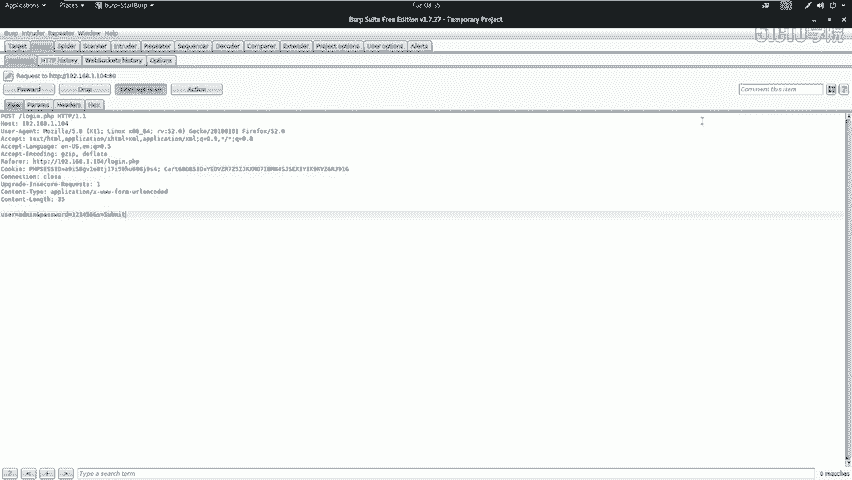 Applications Places burp-StartBurp
Burp Suite Free Edition v1.7.27 - Temporary Project
Burp Intruder Repeater Window Help
Target Spider Scanner Intruder Repeater Sequencer Decoder Comparer Extender Project options User options Alerts
HTTP history WebSockets history Options
Request to http://192.168.1.104:80
Forward Drop Intercept is on Action Comment this item
Raw Params Headers Hex
POST /login.php HTTP/1.1
Host: 192.168.1.104
User-Agent: Mozilla/5.0 (X11; Linux x86_64; rv:52.0) Gecko/20100101 Firefox/52.0
Accept: text/html,application/xhtml+xml,application/xml;q=0.9,*/*;q=0.8
Accept-Language: en-US,en;q=0.5
Accept-Encoding: gzip, deflate
Referer: http://192.168.1.104/login.php
Cookie:
Connection: close
Upgrade-Insecure-Requests: 1
Content-Type: application/x-www-form-urlencoded
Content-Length: 35
user=admin&password=123456&s=Submit
Type a search term 0 matches